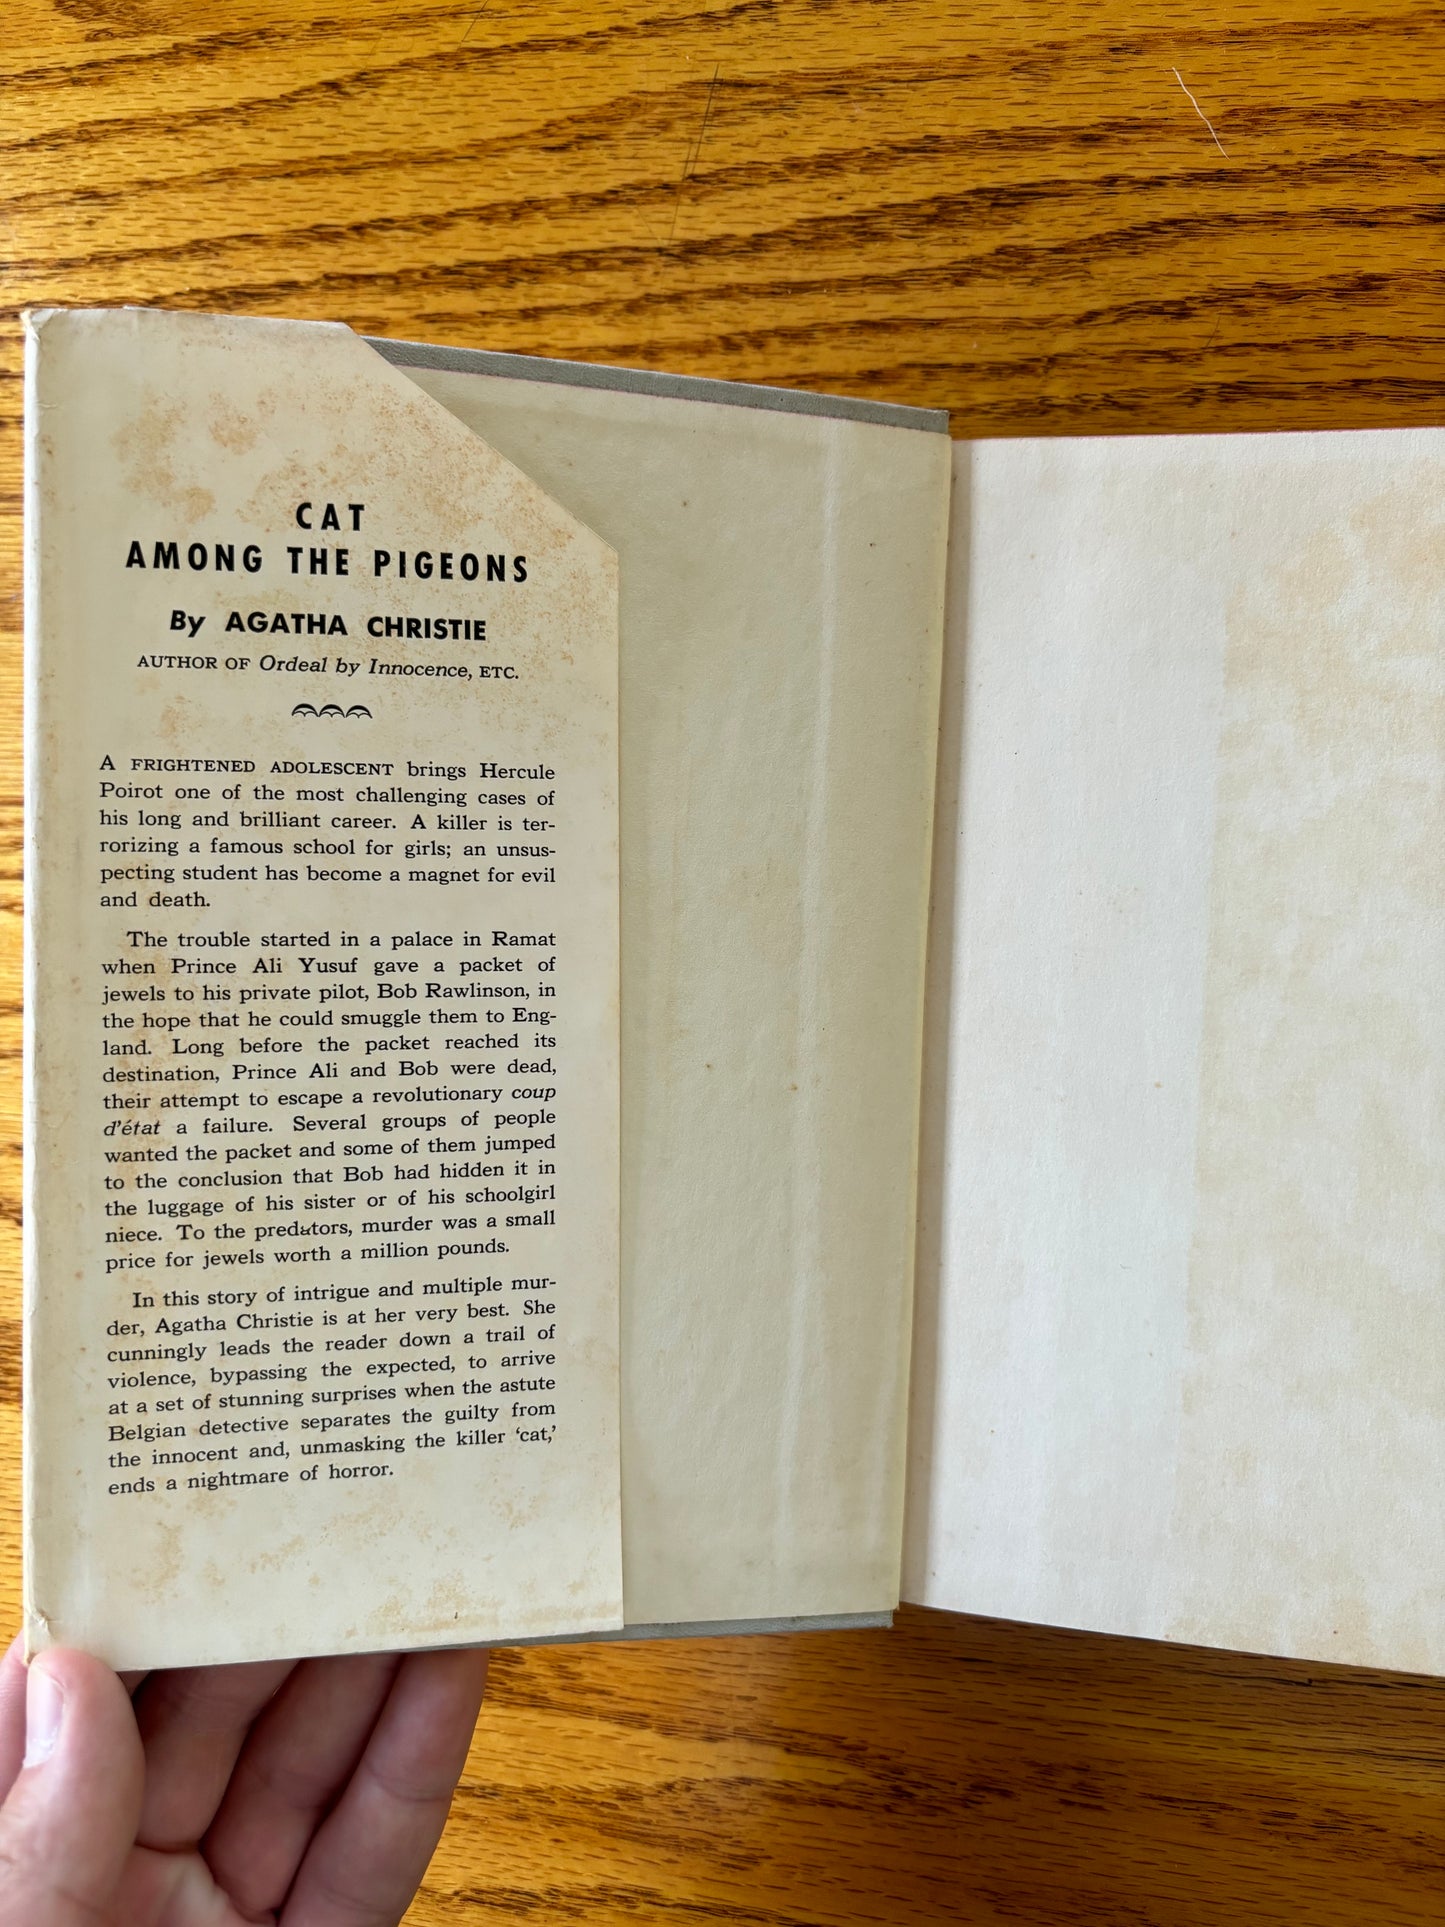 CAT
AMONG THE PIGEONS
By AGATHA CHRISTIE
AUTHOR OF Ordeal by Innocence, ETC.
A FRIGHTENED ADOLESCENT brings Hercule
Poirot one of the most challenging cases of
his long and brilliant career. A killer is ter-
rorizing a famous school for girls; an unsus-
pecting student has become a magnet for evil
and death.
The trouble started in a palace in Ramat
when Prince Ali Yusuf gave a packet of
jewels to his private pilot, Bob Rawlinson, in
the hope that he could smuggle them to Eng-
land. Long before the packet reached its
destination, Prince Ali and Bob were dead,
their attempt to escape a revolutionary coup
d'état a failure. Several groups of people
wanted the packet and some of them jumped
to the conclusion that Bob had hidden it in
the luggage of his sister or of his schoolgirl
niece. To the predators, murder was a small
price for jewels worth a million pounds.
In this story of intrigue and multiple mur-
der, Agatha Christie is at her very best. She
cunningly leads the reader down a trail of
violence, bypassing the expected, to arrive
at a set of stunning surprises when the astute
Belgian detective separates the guilty from
the innocent and, unmasking the killer ‘cat,’
ends a nightmare of horror.